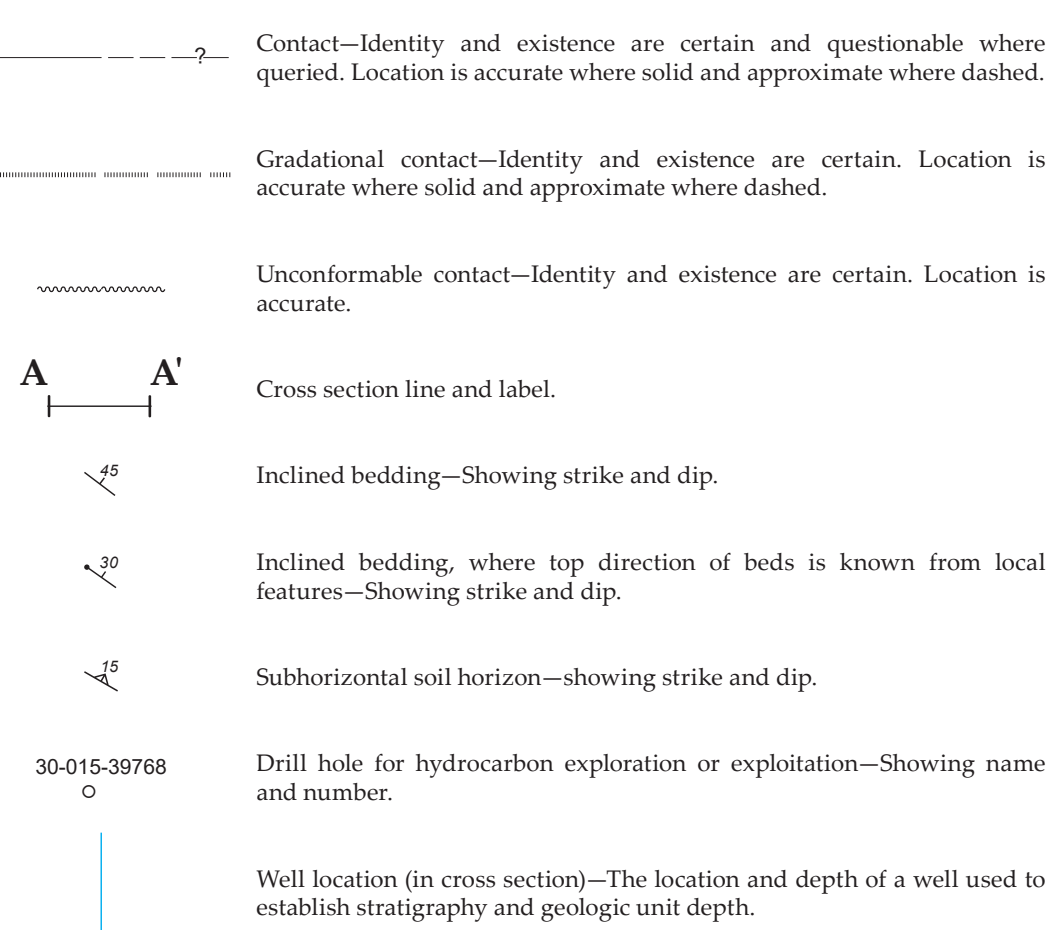 ?
Contact—Identity and existence are certain and questionable where
queried. Location is accurate where solid and approximate where dashed.
Gradational contact—Identity and existence are certain. Location is
accurate where solid and approximate where dashed.
Unconformable contact—Identity and existence are certain. Location is
accurate.
A A'
Cross section line and label.
45
Inclined bedding—Showing strike and dip.
30
Inclined bedding, where top direction of beds is known from local
features—Showing strike and dip.
15
Subhorizontal soil horizon—showing strike and dip.
30-015-39768
Drill hole for hydrocarbon exploration or exploitation—Showing name
and number.
Well location (in cross section)—The location and depth of a well used to
establish stratigraphy and geologic unit depth.